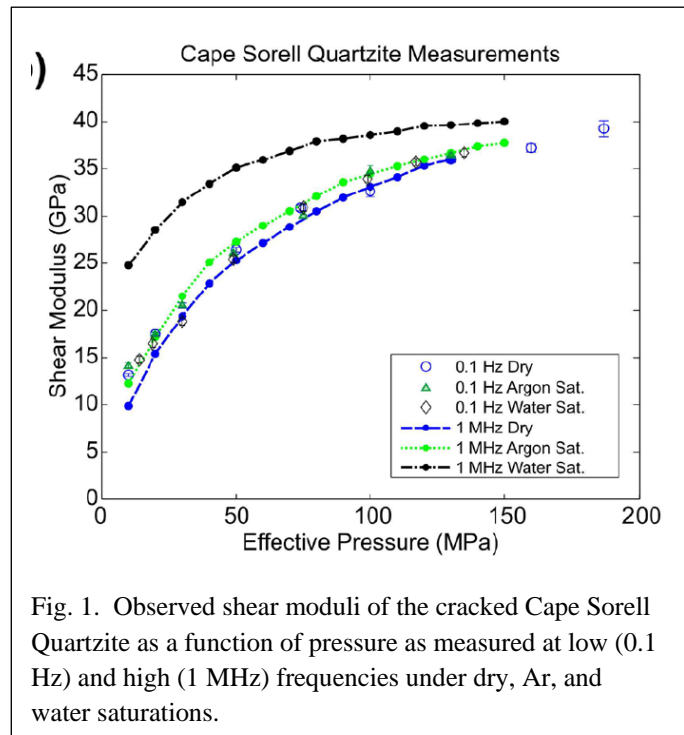 )) Cape Sorell Quartzite Measurements
45
40
35
30
25
20
15
10
5
0
Shear Modulus (GPa)
0.1 Hz Dry
0.1 Hz Argon Sat.
0.1 Hz Water Sat.
1 MHz Dry
1 MHz Argon Sat.
1 MHz Water Sat.
0 50 100 150 200
Effective Pressure (MPa)
Fig. 1. Observed shear moduli of the cracked Cape Sorell
Quartzite as a function of pressure as measured at low (0.1
Hz) and high (1 MHz) frequencies under dry, Ar, and
water saturations.